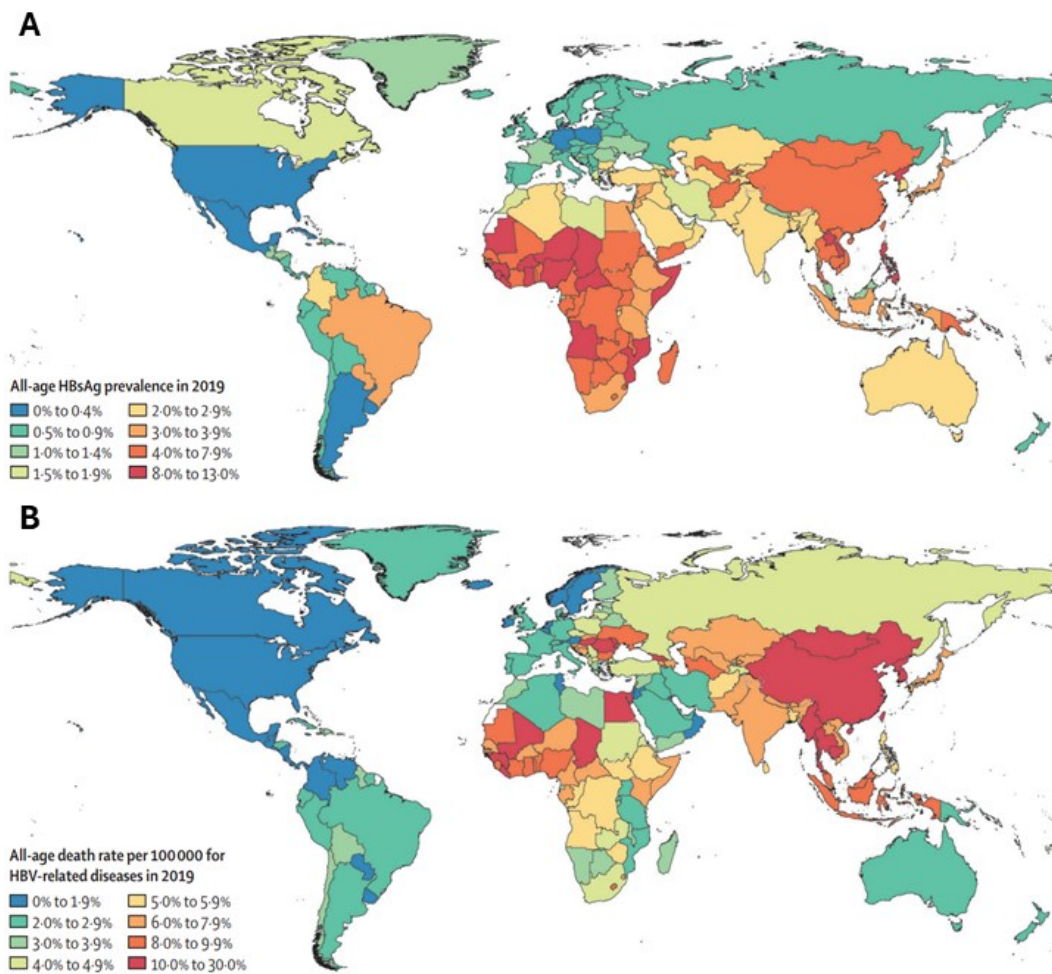 A
All-age HBsAg prevalence in 2019
0% to 0·4%
0·5% to 0·9%
1·0% to 1·4%
1·5% to 1·9%
2·0% to 2·9%
3·0% to 3·9%
4·0% to 7·9%
8·0% to 13·0%
B
All-age death rate per 100 000 for
HBV-related diseases in 2019
0% to 1·9%
2·0% to 2·9%
3·0% to 3·9%
4·0% to 4·9%
5·0% to 5·9%
6·0% to 7·9%
8·0% to 9·9%
10·0% to 30·0%